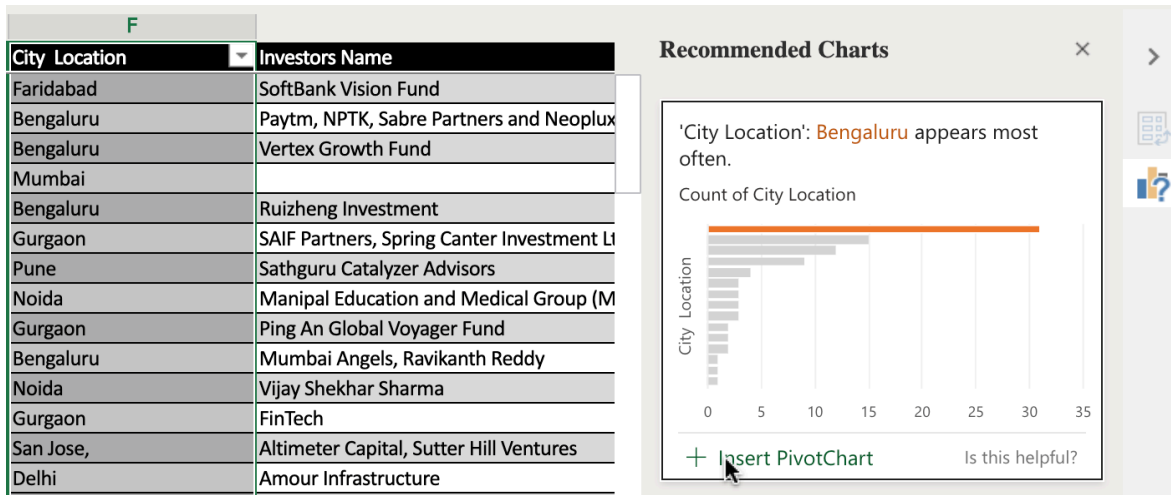 F
City Location
Investors Name
Faridabad
SoftBank Vision Fund
Bengaluru
Paytm, NPTK, Sabre Partners and Neoplux
Bengaluru
Vertex Growth Fund
Mumbai
Bengaluru
Ruizheng Investment
Gurgaon
SAIF Partners, Spring Canter Investment Lt
Pune
Sathguru Catalyzer Advisors
Noida
Manipal Education and Medical Group (M
Gurgaon
Ping An Global Voyager Fund
Bengaluru
Mumbai Angels, Ravikanth Reddy
Noida
Vijay Shekhar Sharma
Gurgaon
FinTech
San Jose,
Altimeter Capital, Sutter Hill Ventures
Delhi
Amour Infrastructure
Recommended Charts
'City Location': Bengaluru appears most
often.
Count of City Location
City Location
0 5 10 15 20 25 30 35
Insert PivotChart
Is this helpful?